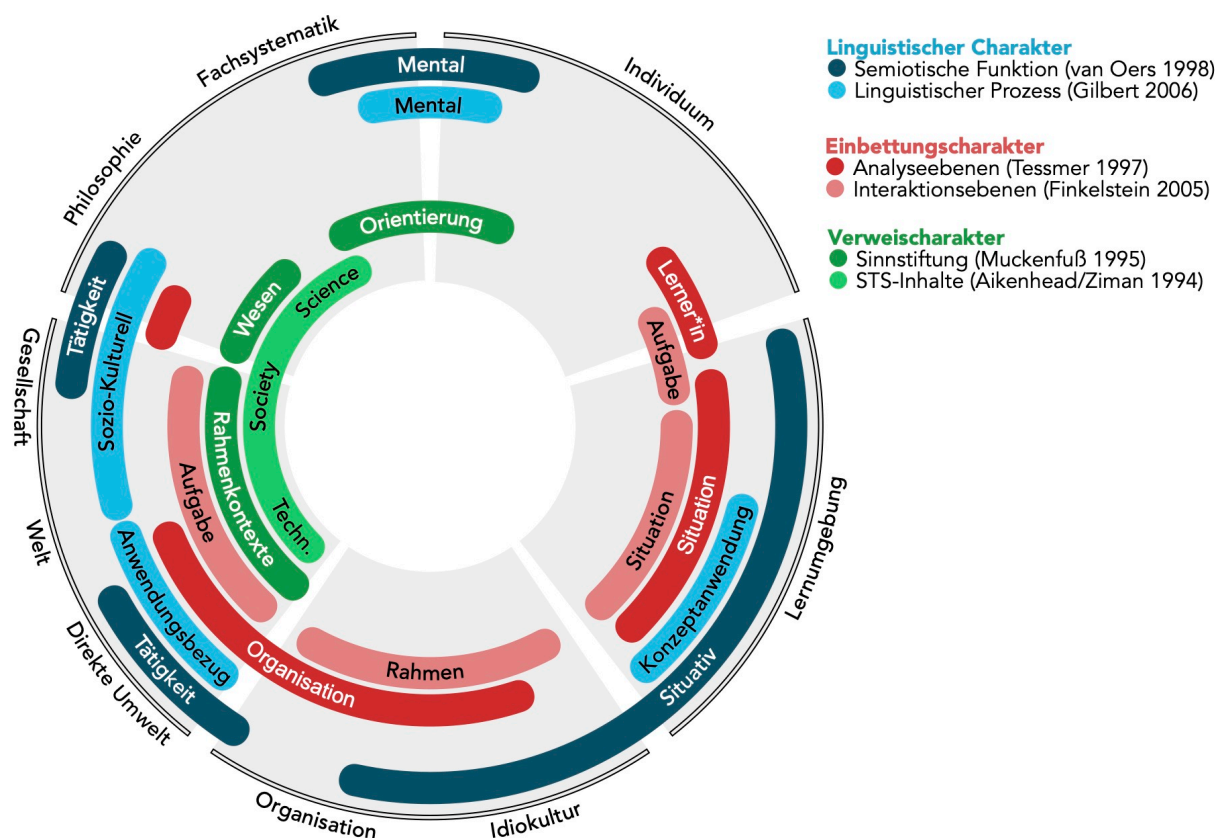 Fachsystematik
Individuum
Philosophie
Gesellschaft
Welt
Direkte Umwelt
Organisation
Idiokultur
Lernumgebung
Mental
Mental
Orientierung
Wesen
Science
Society
Techn.
Tätigkeit
Sozio-Kulturell
Rahmenkontexte
Aufgabe
Anwendungsbezug
Tätigkeit
Organisation
Rahmen
Lerner*in
Aufgabe
Situation
Situation
Konzeptanwendung
Situativ
Linguistischer Charakter
Semiotische Funktion (van Oers 1998)
Linguistischer Prozess (Gilbert 2006)
Einbettungscharakter
Analyseebenen (Tessmer 1997)
Interaktionsebenen (Finkelstein 2005)
Verweischarakter
Sinnstiftung (Muckenfuß 1995)
STS-Inhalte (Aikenhead/Ziman 1994)